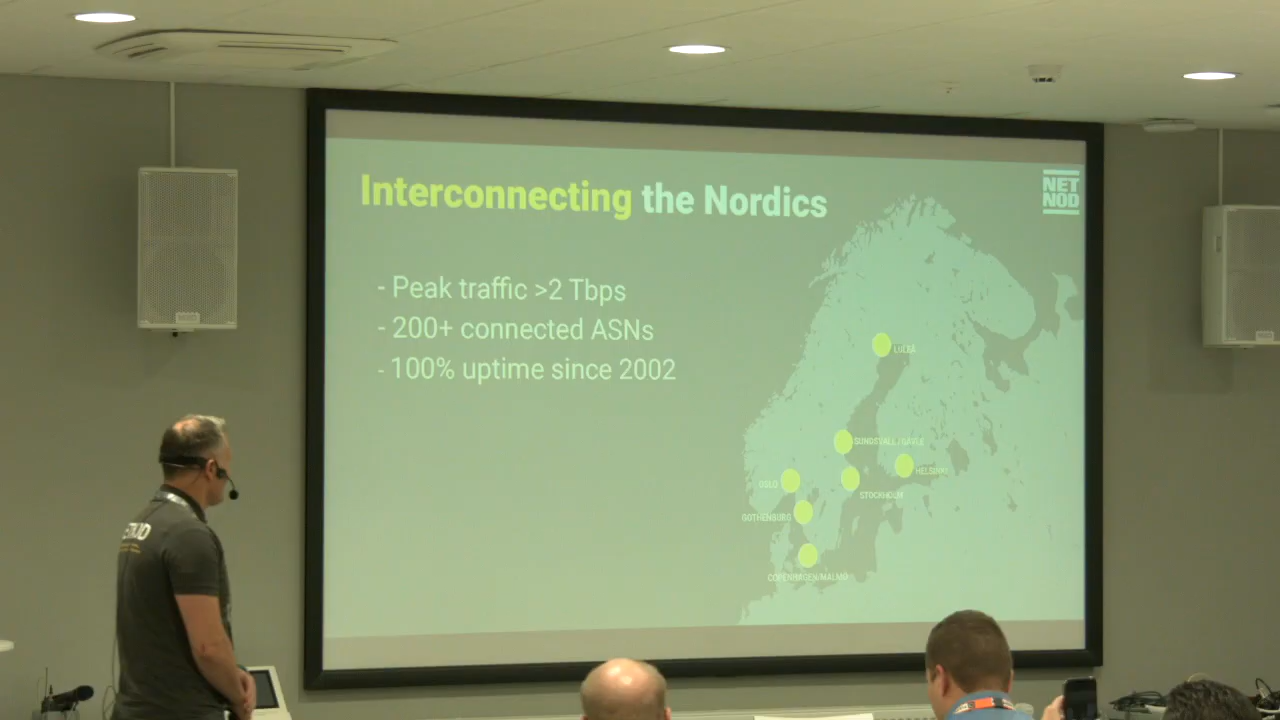 Interconnecting the Nordics
NET
NOD
- Peak traffic >2 Tbps
- 200+ connected ASNs
- 100% uptime since 2002
LULEÅ
SUNDSVALL / GÄVLE
HELSINKI
OSLO
STOCKHOLM
GOTHENBURG
COPENHAGEN/MALMÖ